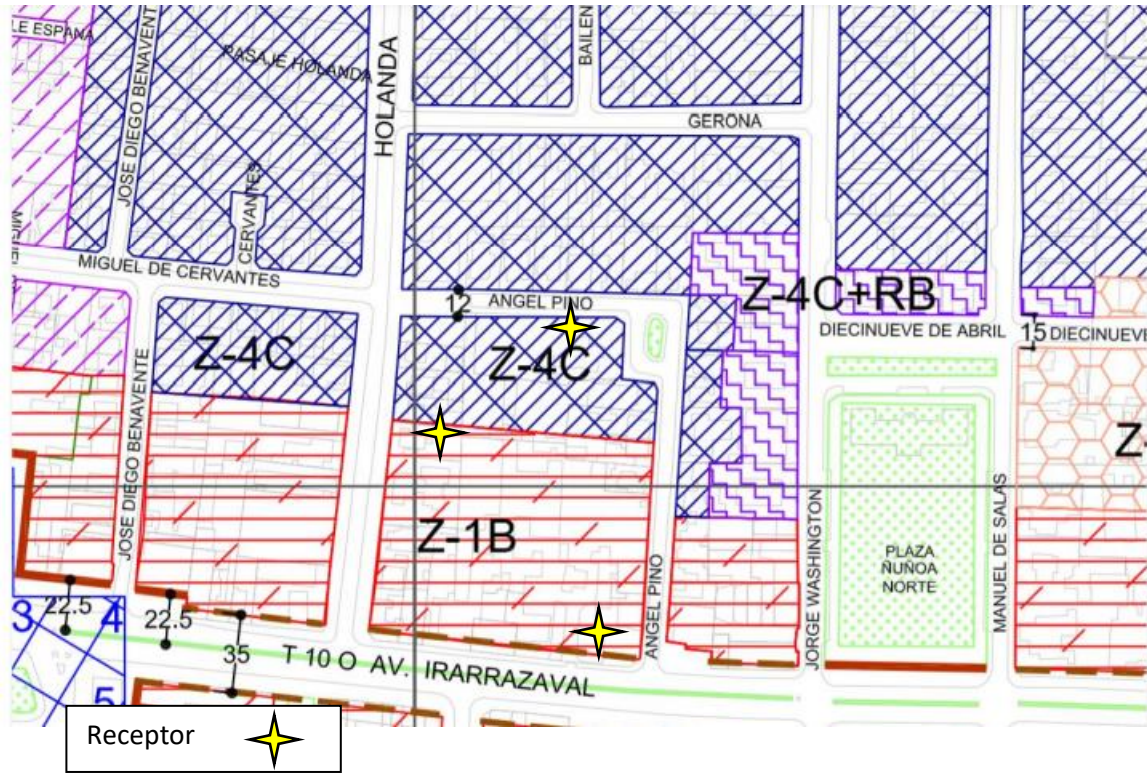 LE ESPAÑA
JOSE DIEGO BENAVENT
PASAJE HOLANDA
HOLANDA
BAILEN
GERONA
CERVANTES
MIGUEL DE CERVANTES
12
ANGEL PINO
Z-4C+RB
DIECINUEVE DE ABRIL
15
DIECINUEVE
Z-4C
Z-4C
JOSE DIEGO BENAVENTE
Z-1B
ANGEL PINO
JORGE WASHINGTON
PLAZA
ÑUÑOA
NORTE
MANUEL DE SALAS
Z-
22.5
22.5
35
3
4
5
T 10 O AV. IRARRAZAVAL
Receptor